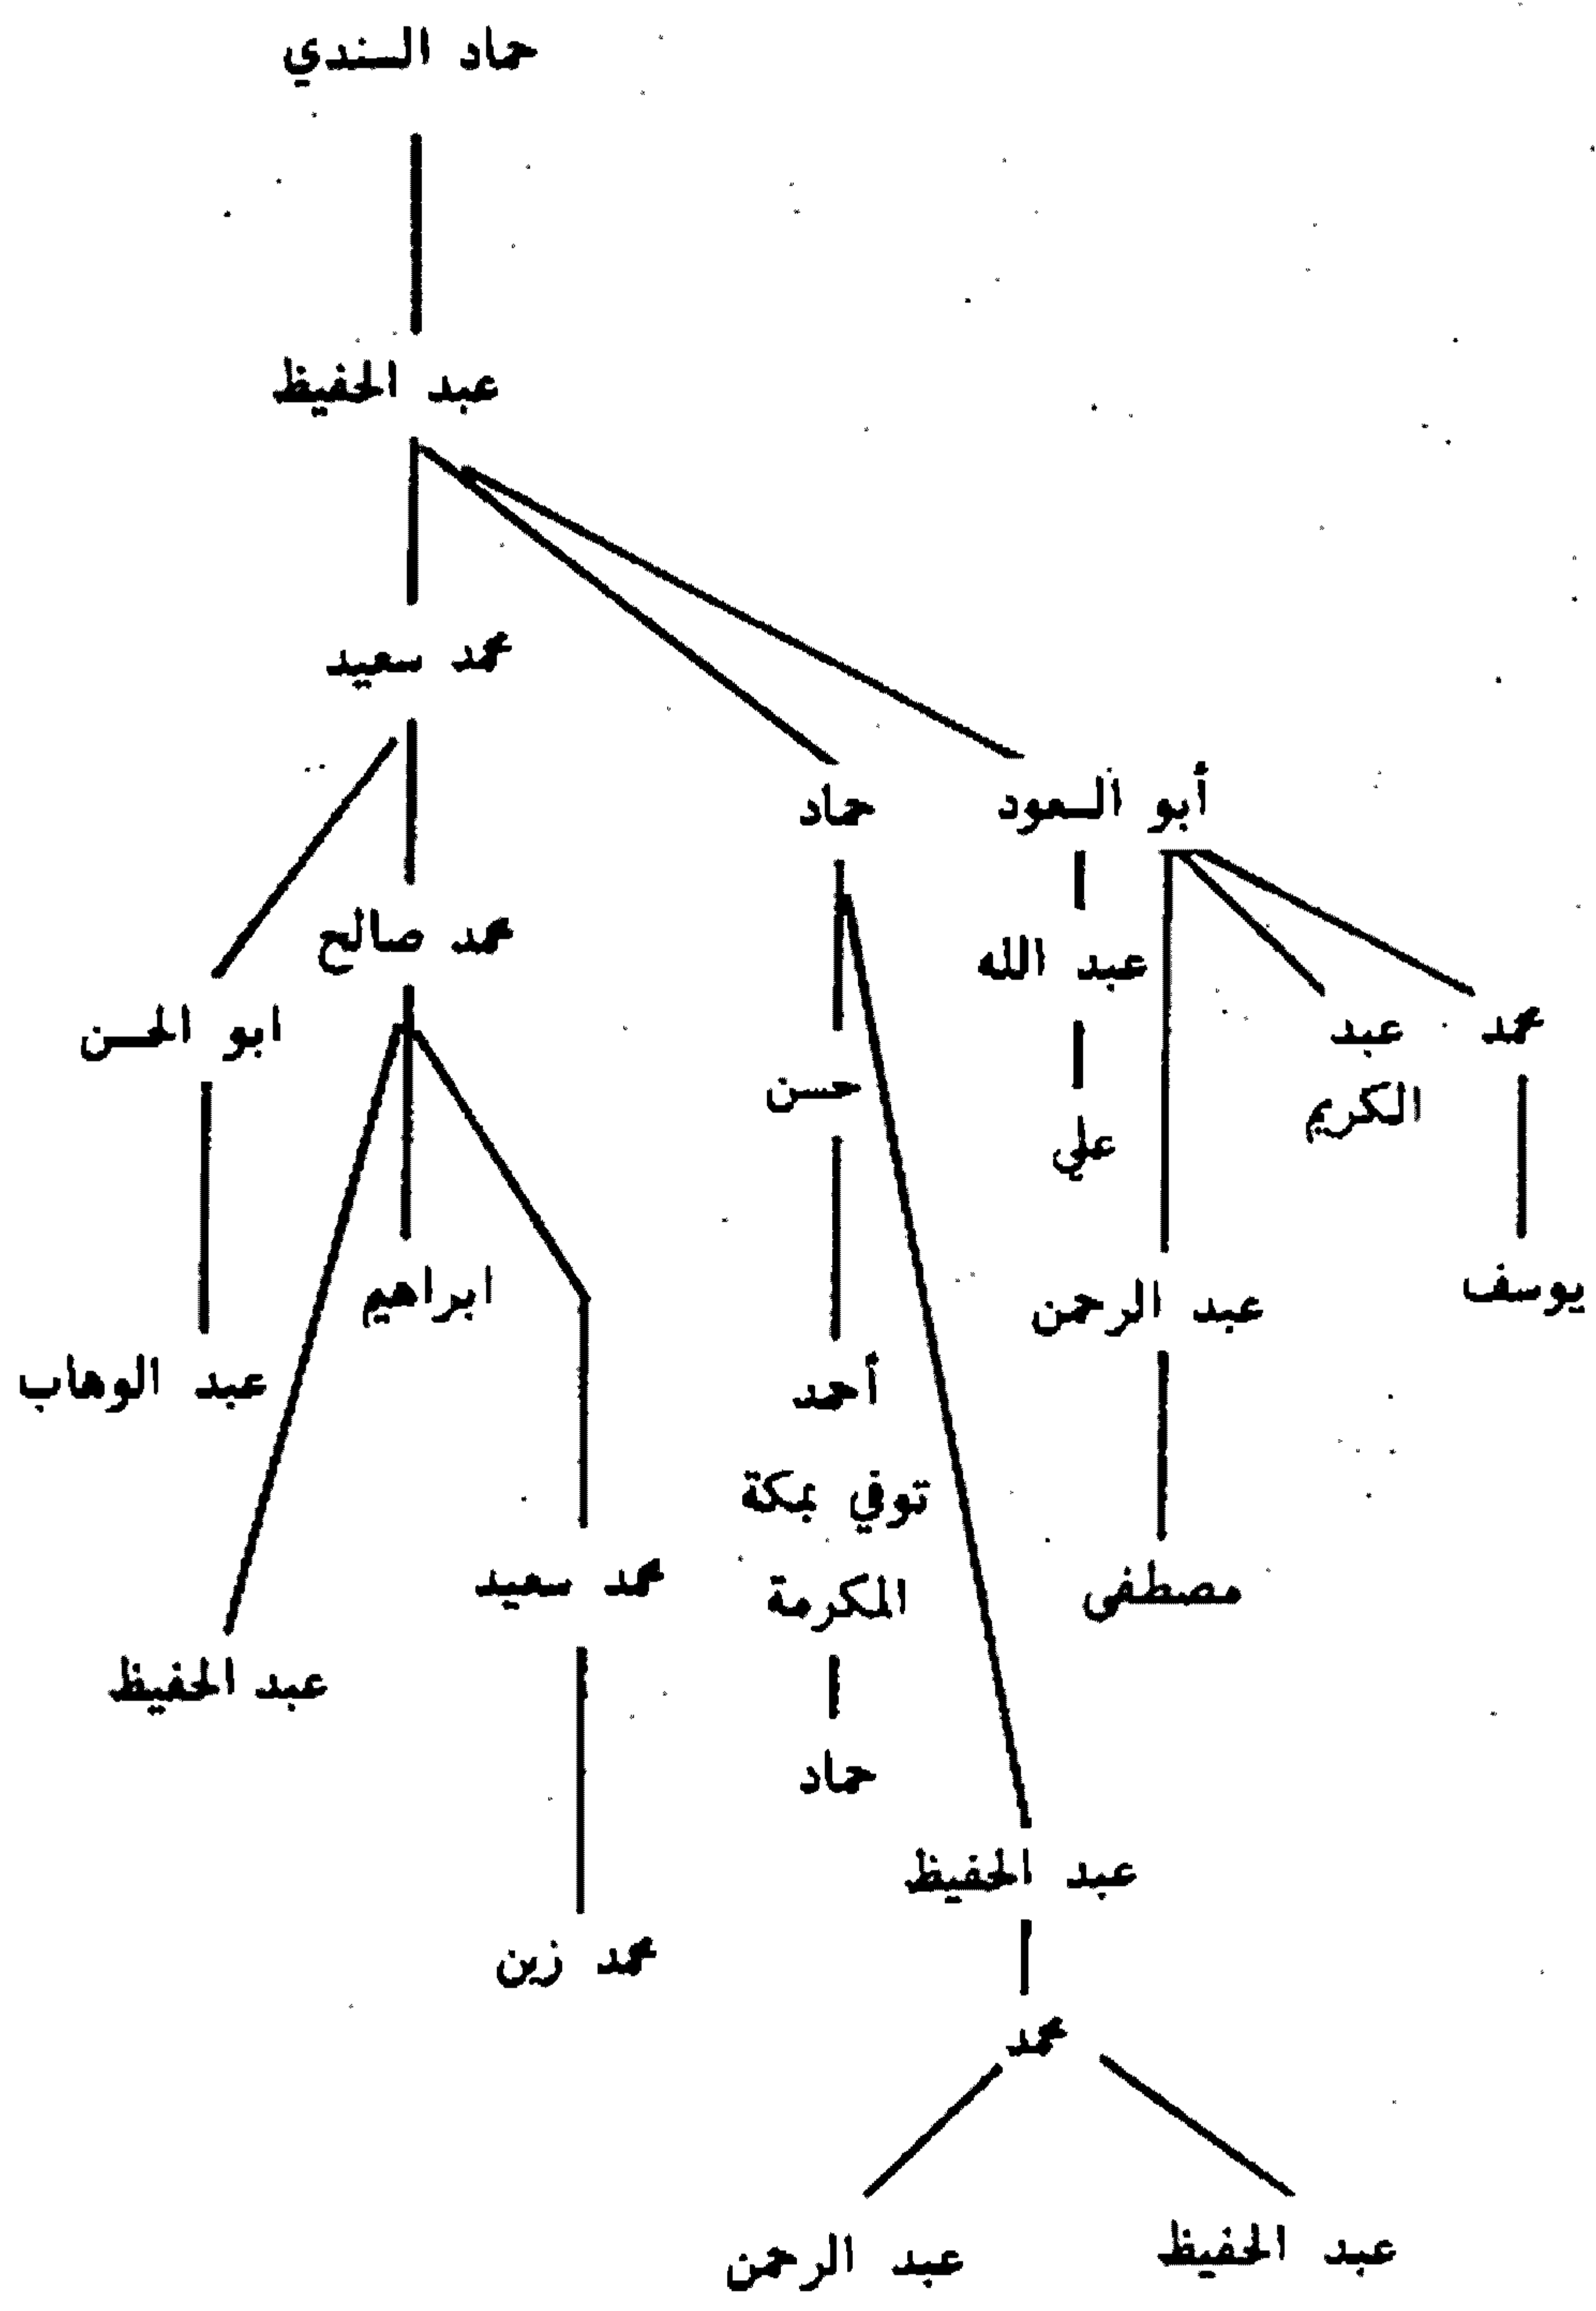 حماد السندي
عبد الحفيظ
محمد سعيد
أبو السعود
حماد
محمد صالح
عبد الله
محمد
عبد
الكريم
ابو الحسن
حسن
علي
يوسف
عبد الرحمن
ابراهيم
أحمد
توفي بمكة
المكرمة
عبد الوهاب
محمد سعيد
مصطفى
عبد الحفيظ
حماد
عبد الحفيظ
محمد زين
محمد
عبد الحفيظ
عبد الرحمن